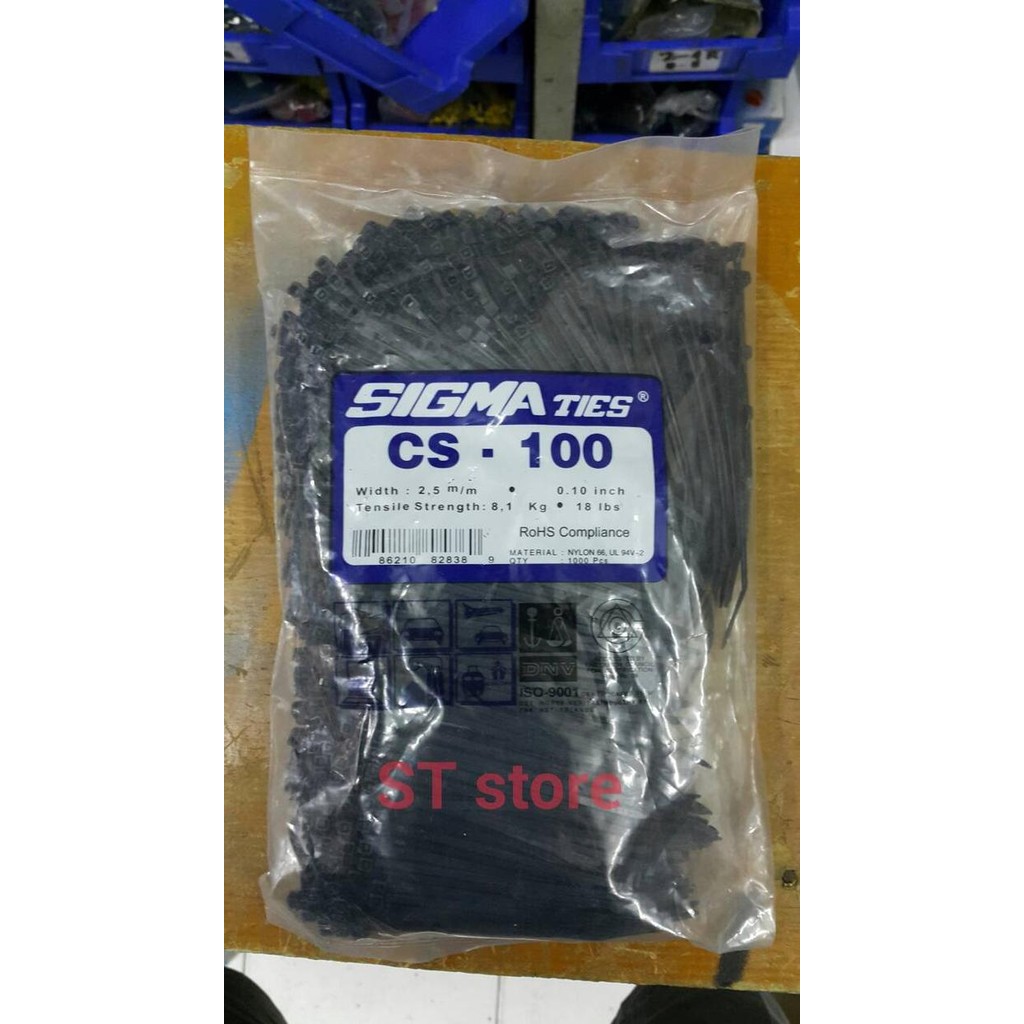 SIGMA TIES ®
CS - 100
Width : 2,5 m/m • 0.10 inch
Tensile Strength: 8,1 Kg • 18 lbs
RoHS Compliance
86210 82838 9
MATERIAL : NYLON 66, UL 94V-2
QTY : 1000 Pcs
DNV
ISO-9001
ST store